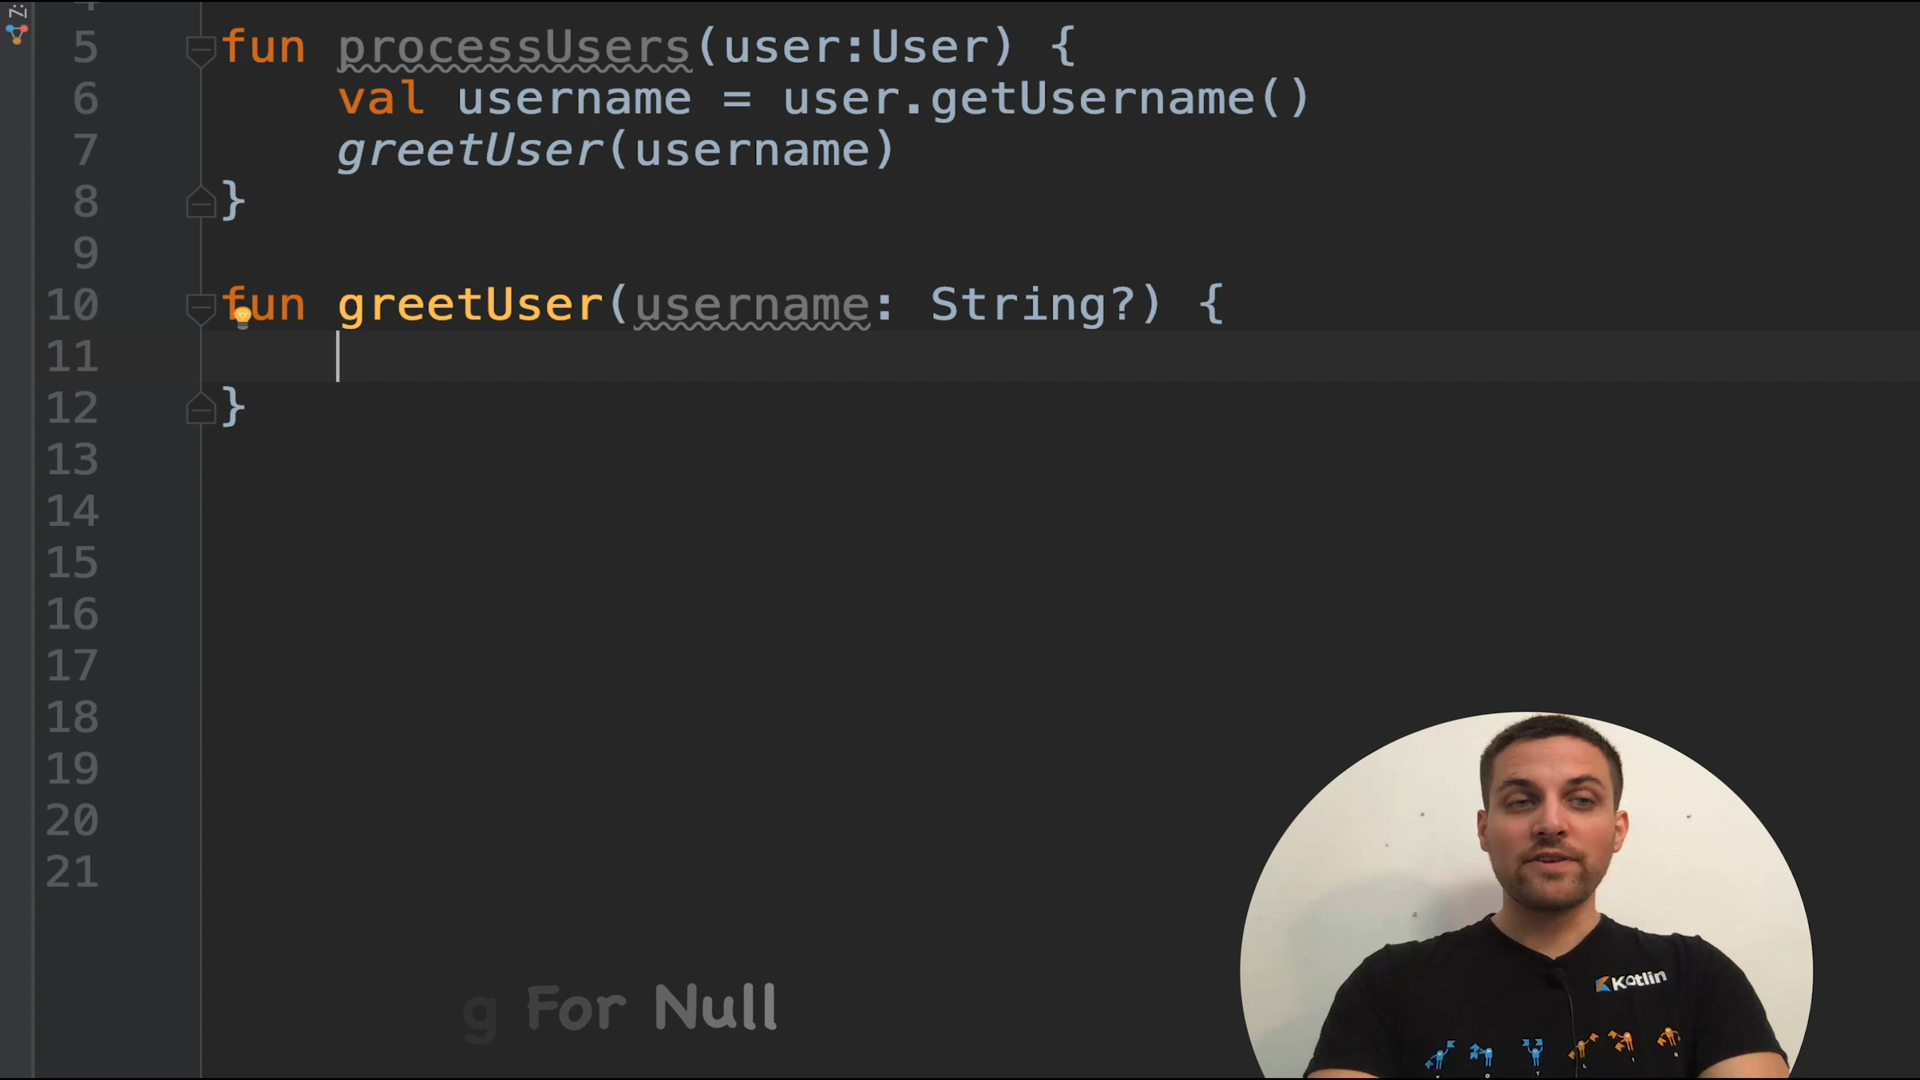 Z:
5 fun processUsers(user:User) {
6 val username = user.getUsername()
7 greetUser(username)
8 }
9
10 fun greetUser(username: String?) {
11
12 }
13
14
15
16
17
18
19
20
21
g For Null
Kotlin